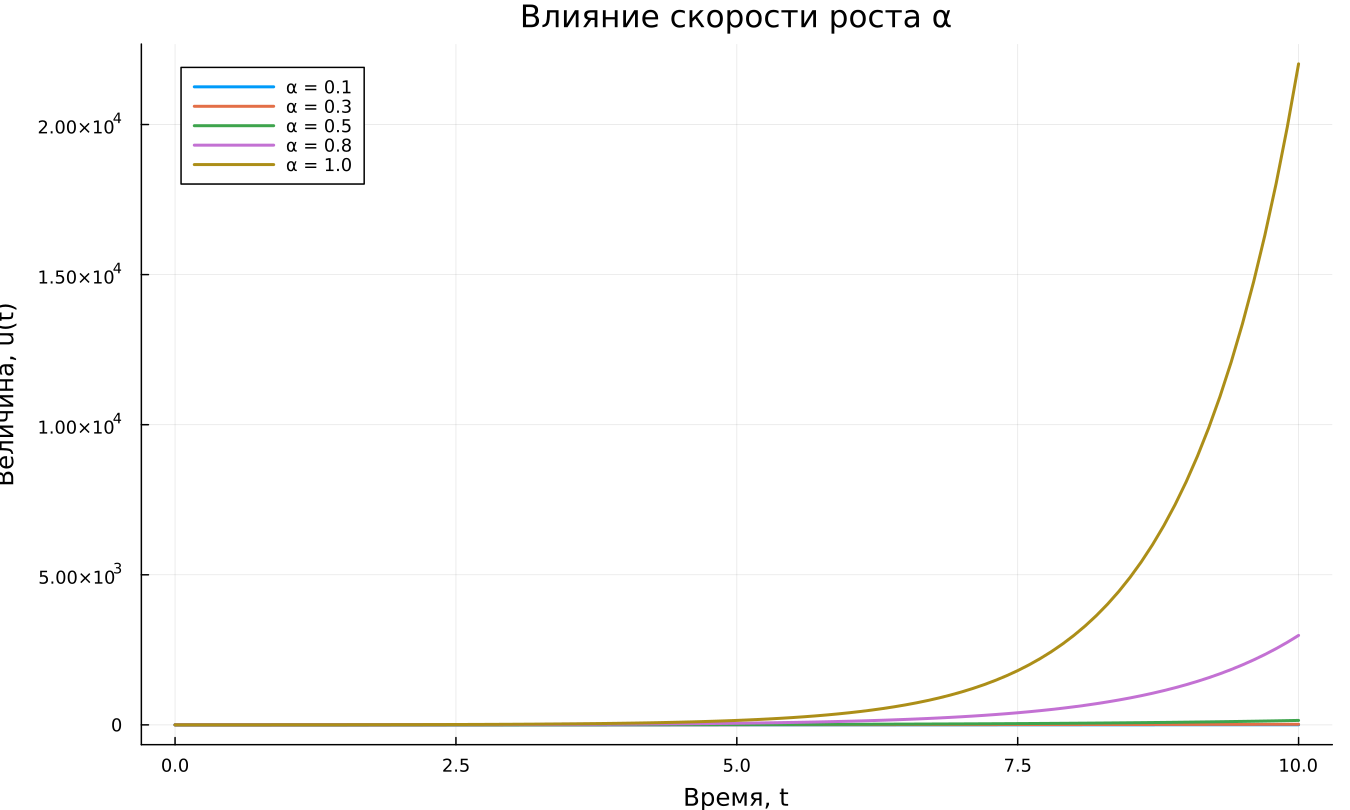 Влияние скорости роста α
α = 0.1
α = 0.3
α = 0.5
α = 0.8
α = 1.0
2.00×10⁴
1.50×10⁴
1.00×10⁴
5.00×10³
0
Величина, u(t)
0.0 2.5 5.0 7.5 10.0
Время, t